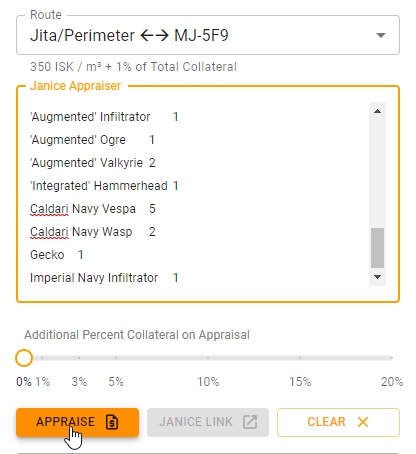 Route
Jita/Perimeter ←→ MJ-5F9
350 ISK / m³ + 1% of Total Collateral
Janice Appraiser
'Augmented' Infiltrator 1
'Augmented' Ogre 1
'Augmented' Valkyrie 2
'Integrated' Hammerhead 1
Caldari Navy Vespa 5
Caldari Navy Wasp 2
Gecko 1
Imperial Navy Infiltrator 1
Additional Percent Collateral on Appraisal
0% 1% 3% 5% 10% 15% 20%
APPRAISE JANICE LINK CLEAR